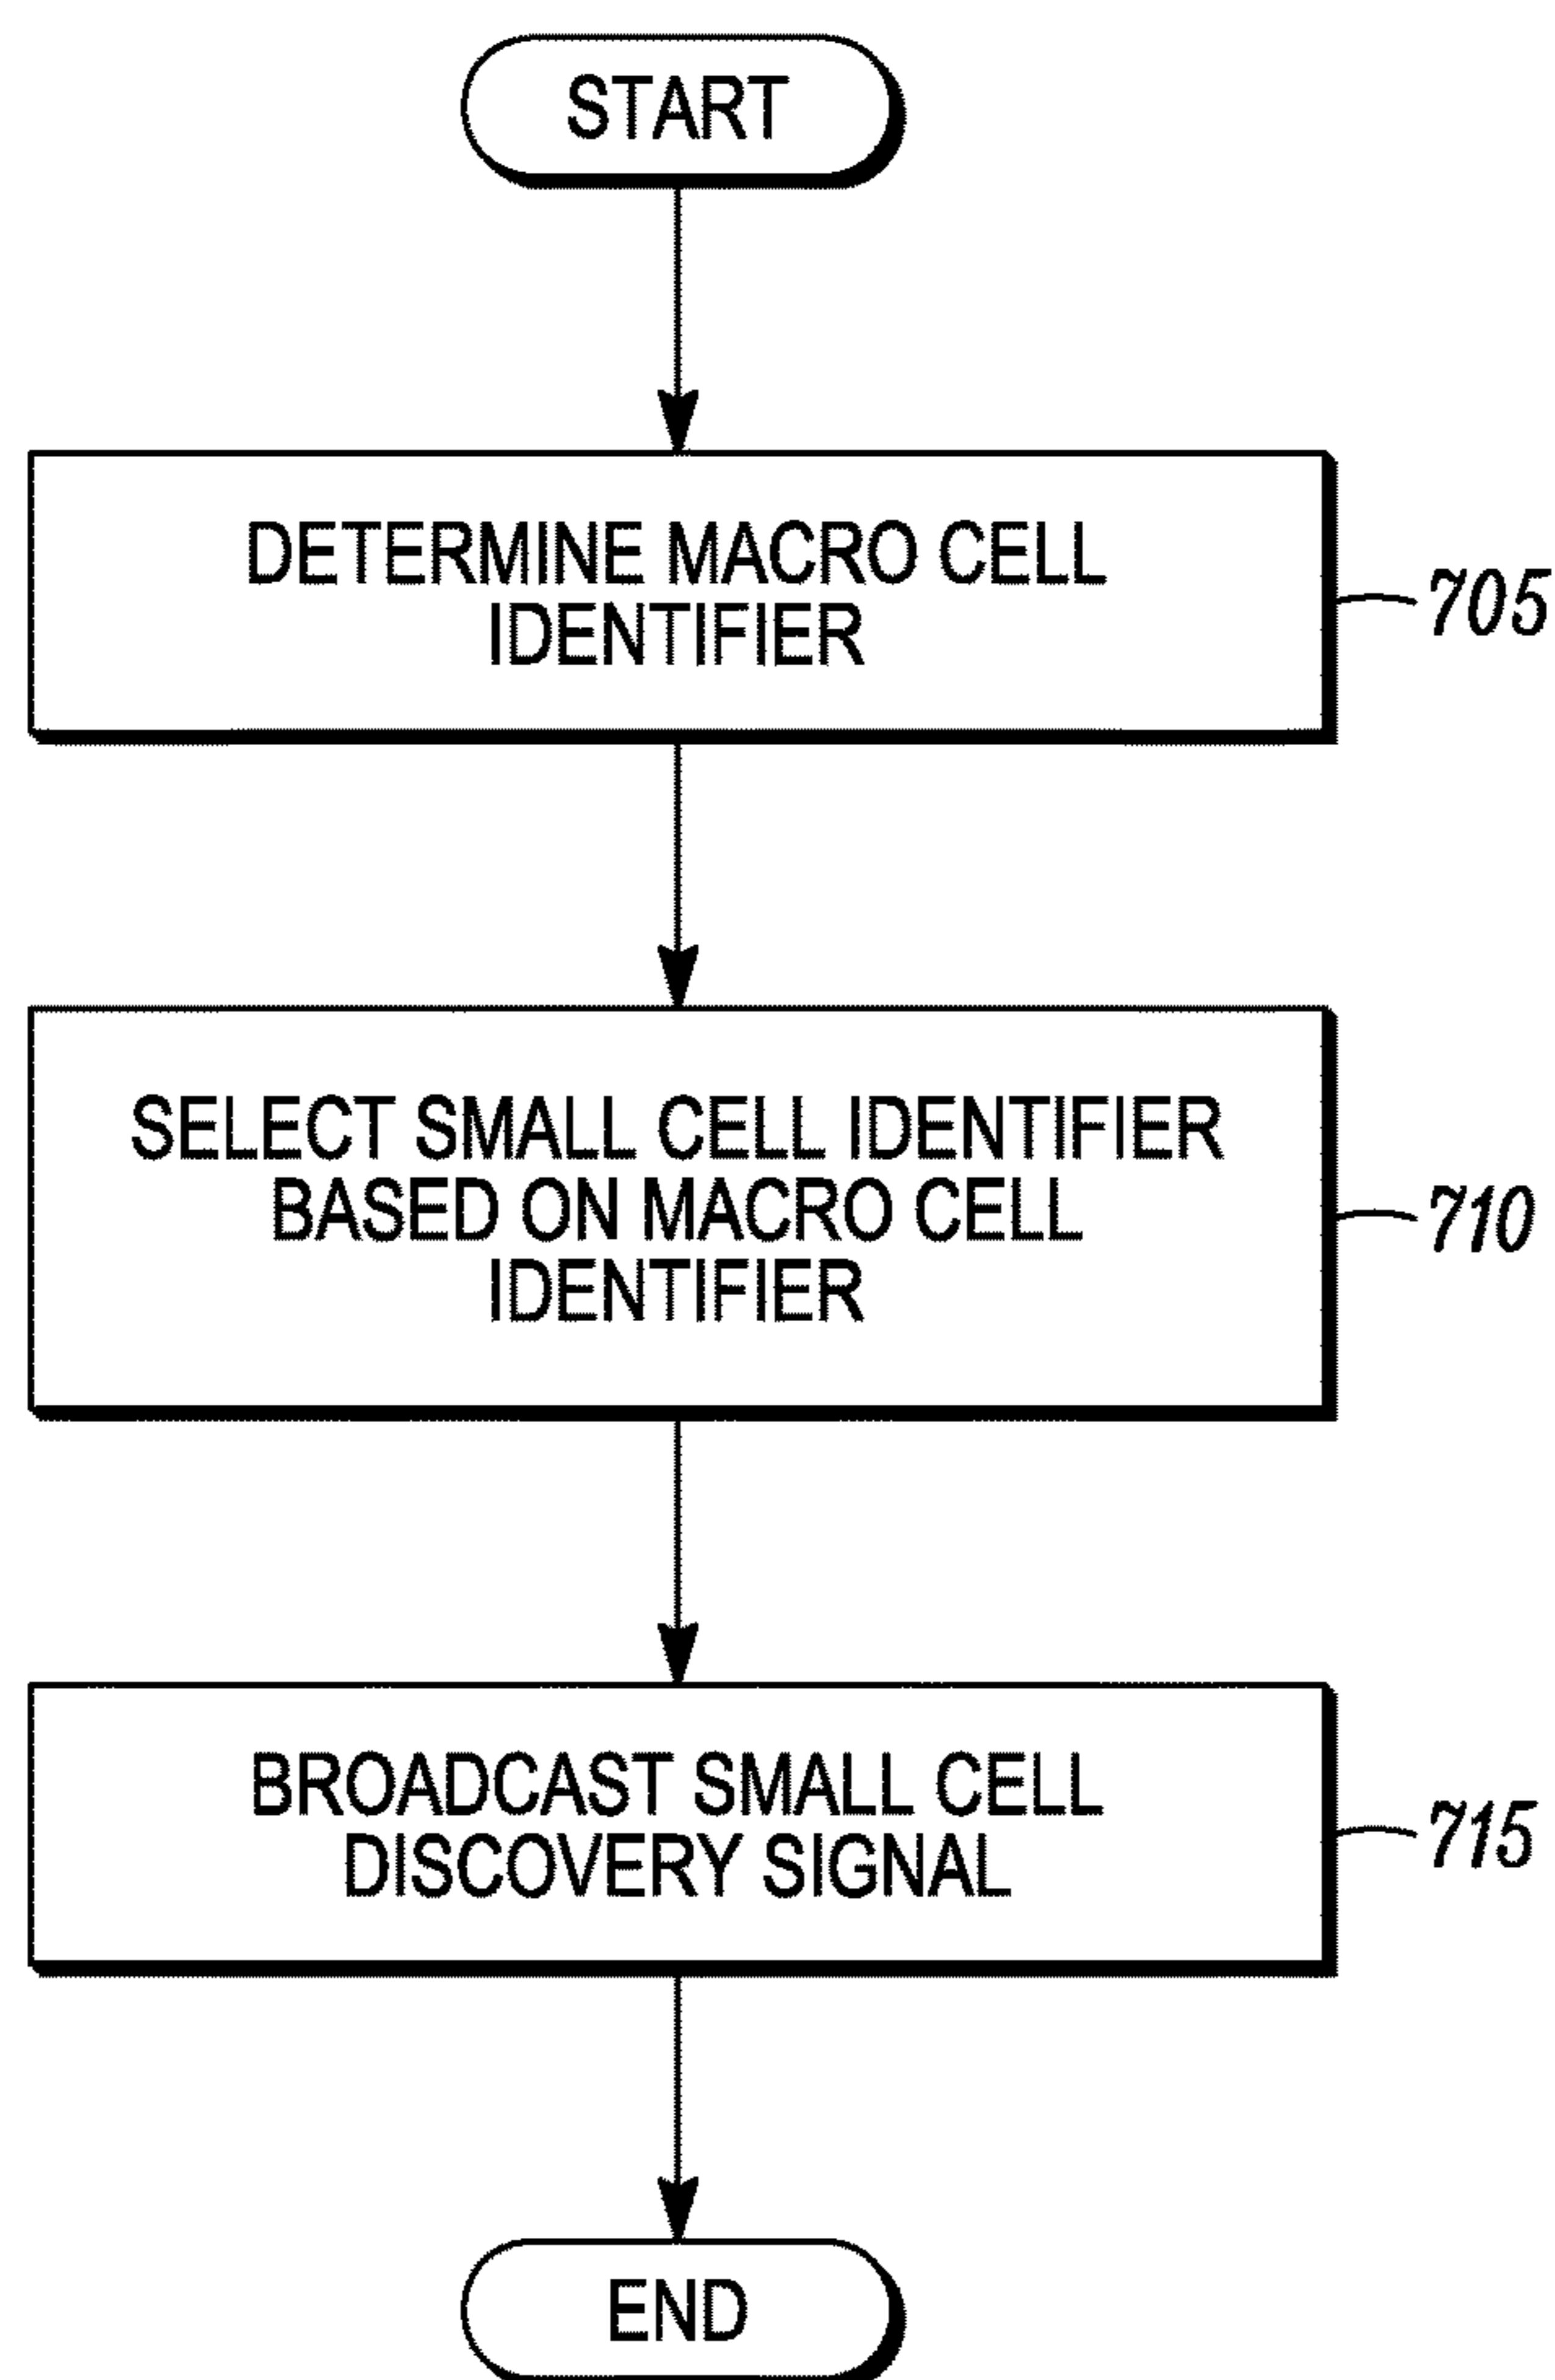 START
DETERMINE MACRO CELL
IDENTIFIER
705
SELECT SMALL CELL IDENTIFIER
BASED ON MACRO CELL
IDENTIFIER
710
BROADCAST SMALL CELL
DISCOVERY SIGNAL
715
END